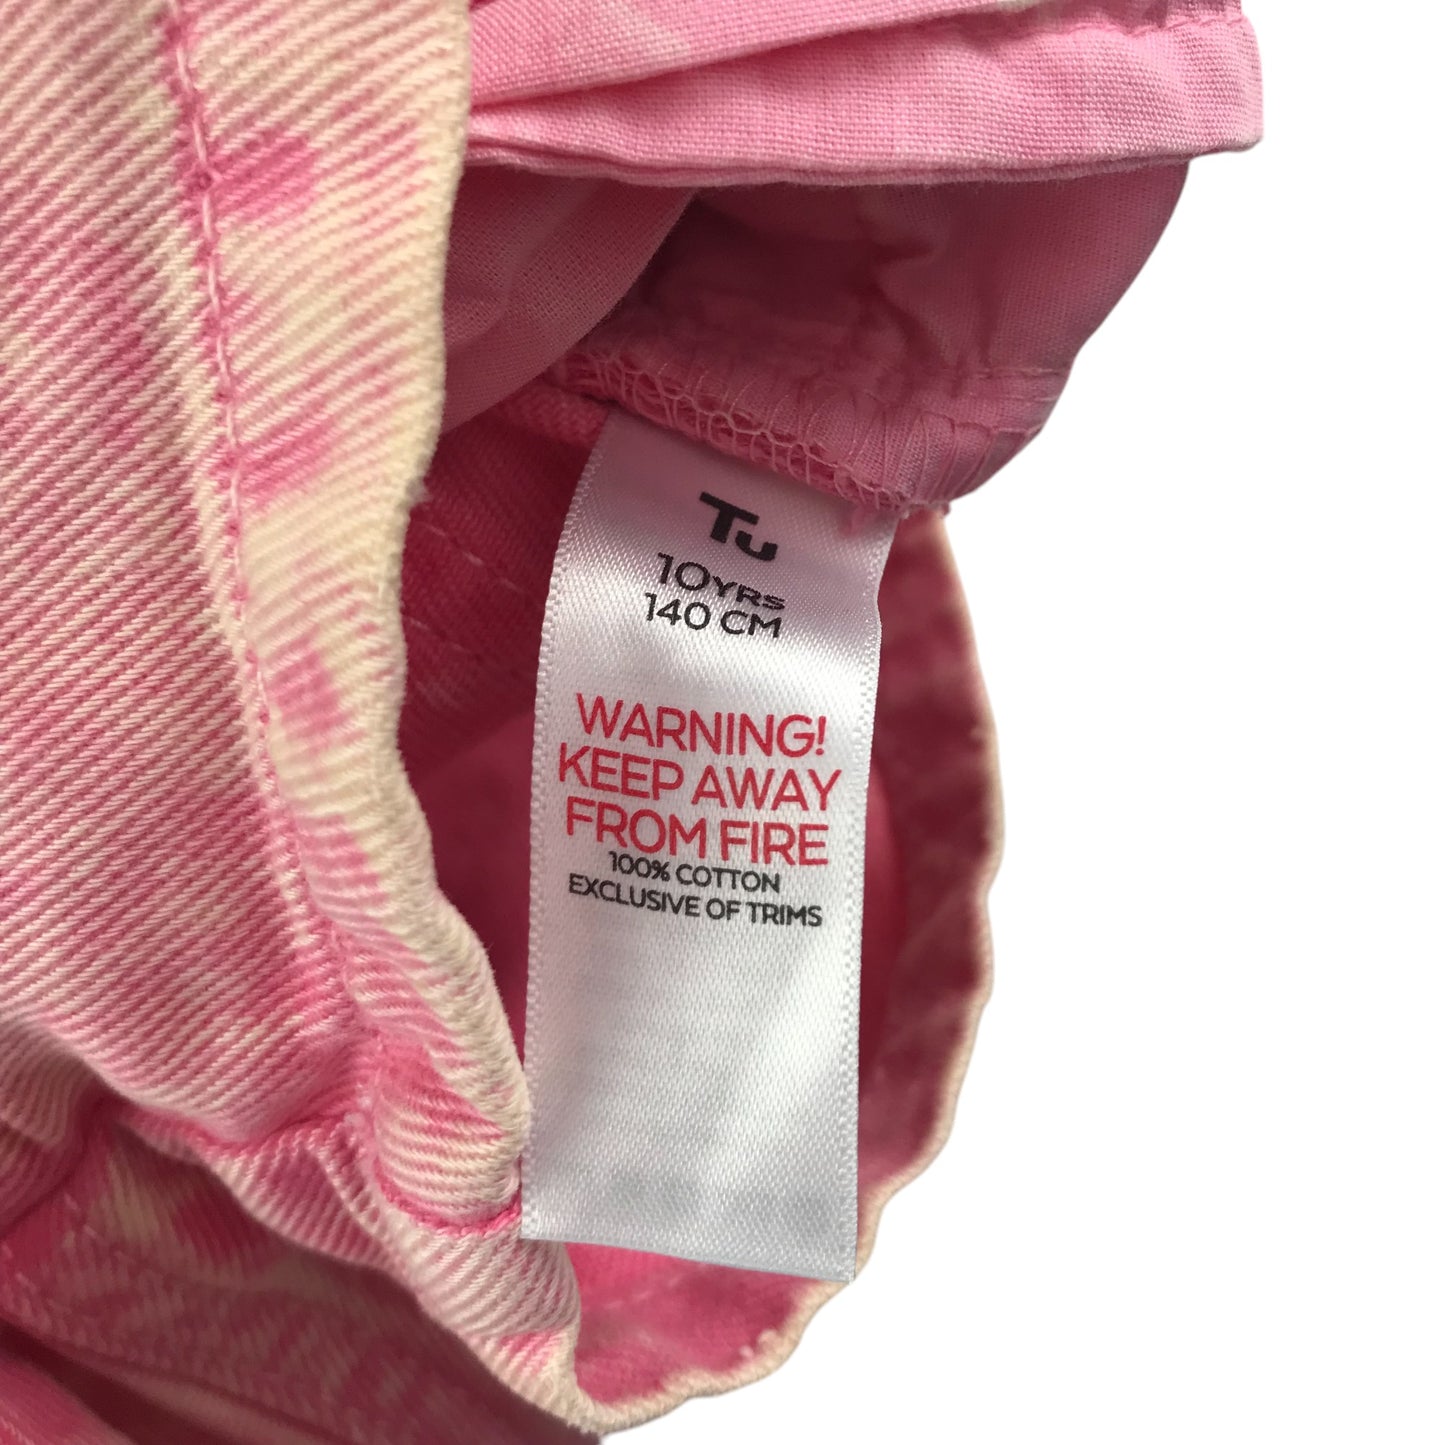 Tu
10YRS
140 CM
WARNING!
KEEP AWAY
FROM FIRE
100% COTTON
EXCLUSIVE OF TRIMS